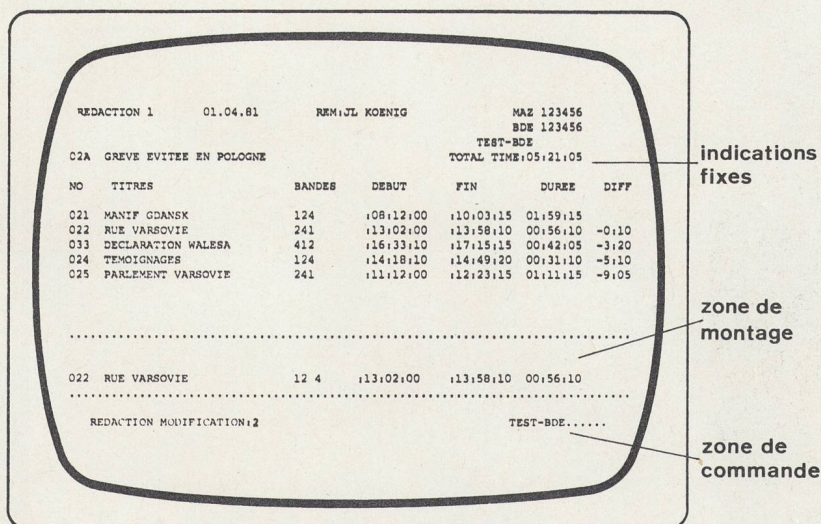 REDACTION 1 01.04.81 REM:JL KOENIG MAZ 123456
BDE 123456
TEST-BDE
02A GREVE EVITEE EN POLOGNE TOTAL TIME:05:21:05
indications
fixes
NO TITRES BANDES DEBUT FIN DUREE DIFF
021 MANIF GDANSK 124 :08:12:00 :10:03:15 01:59:15
022 RUE VARSOVIE 241 :13:02:00 :13:58:10 00:56:10 -0:10
033 DECLARATION WALESA 412 :16:33:10 :17:15:15 00:42:05 -3:20
024 TEMOIGNAGES 124 :14:18:10 :14:49:20 00:31:10 -5:10
025 PARLEMENT VARSOVIE 241 :11:12:00 :12:23:15 01:11:15 -9:05
zone de
montage
022 RUE VARSOVIE 12 4 :13:02:00 :13:58:10 00:56:10
REDACTION MODIFICATION:2 TEST-BDE......
zone de
commande